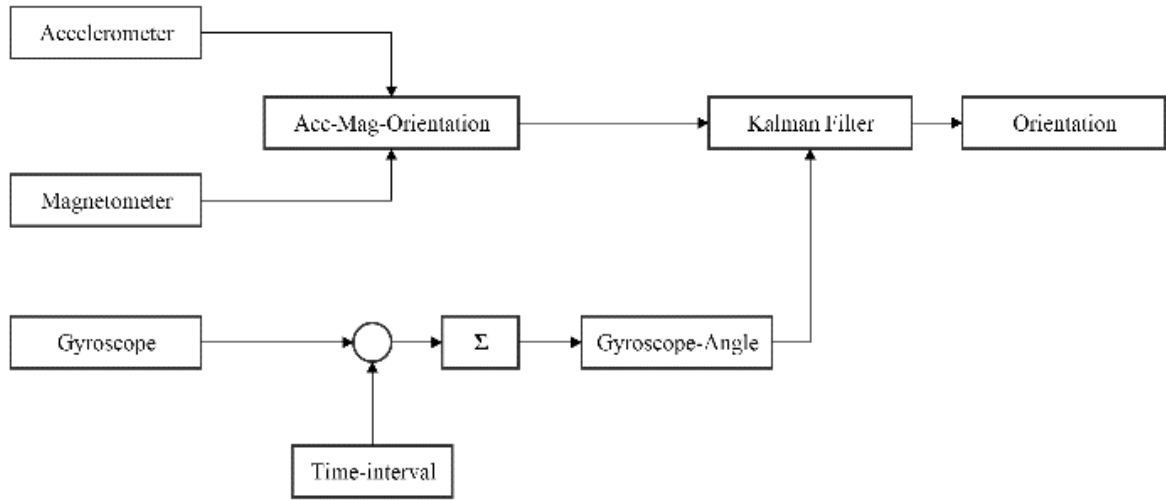 Accelerometer
Acc-Mag-Orientation
Kalman Filter
Orientation
Magnetometer
Gyroscope
Σ
Gyroscope-Angle
Time-interval